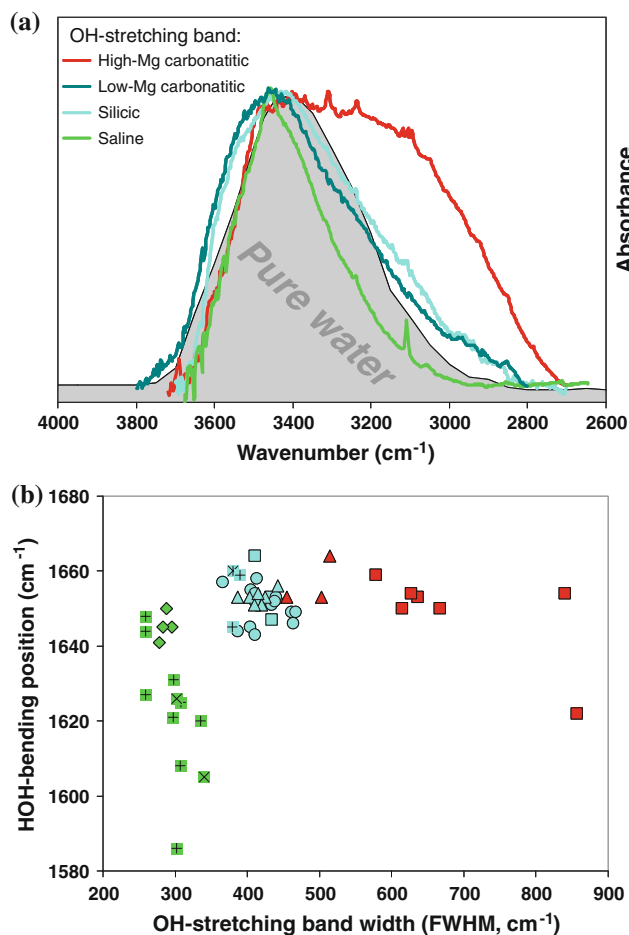 (a)
OH-stretching band:
High-Mg carbonatitic
Low-Mg carbonatitic
Silicic
Saline
Pure water
Absorbance
4000 3600 3400 3200 3000 2800 2600
Wavenumber (cm-1)
(b)
1680
1660
1640
1620
1600
1580
HOH-bending position (cm-1)
200 300 400 500 600 700 800 900
OH-stretching band width (FWHM, cm-1)